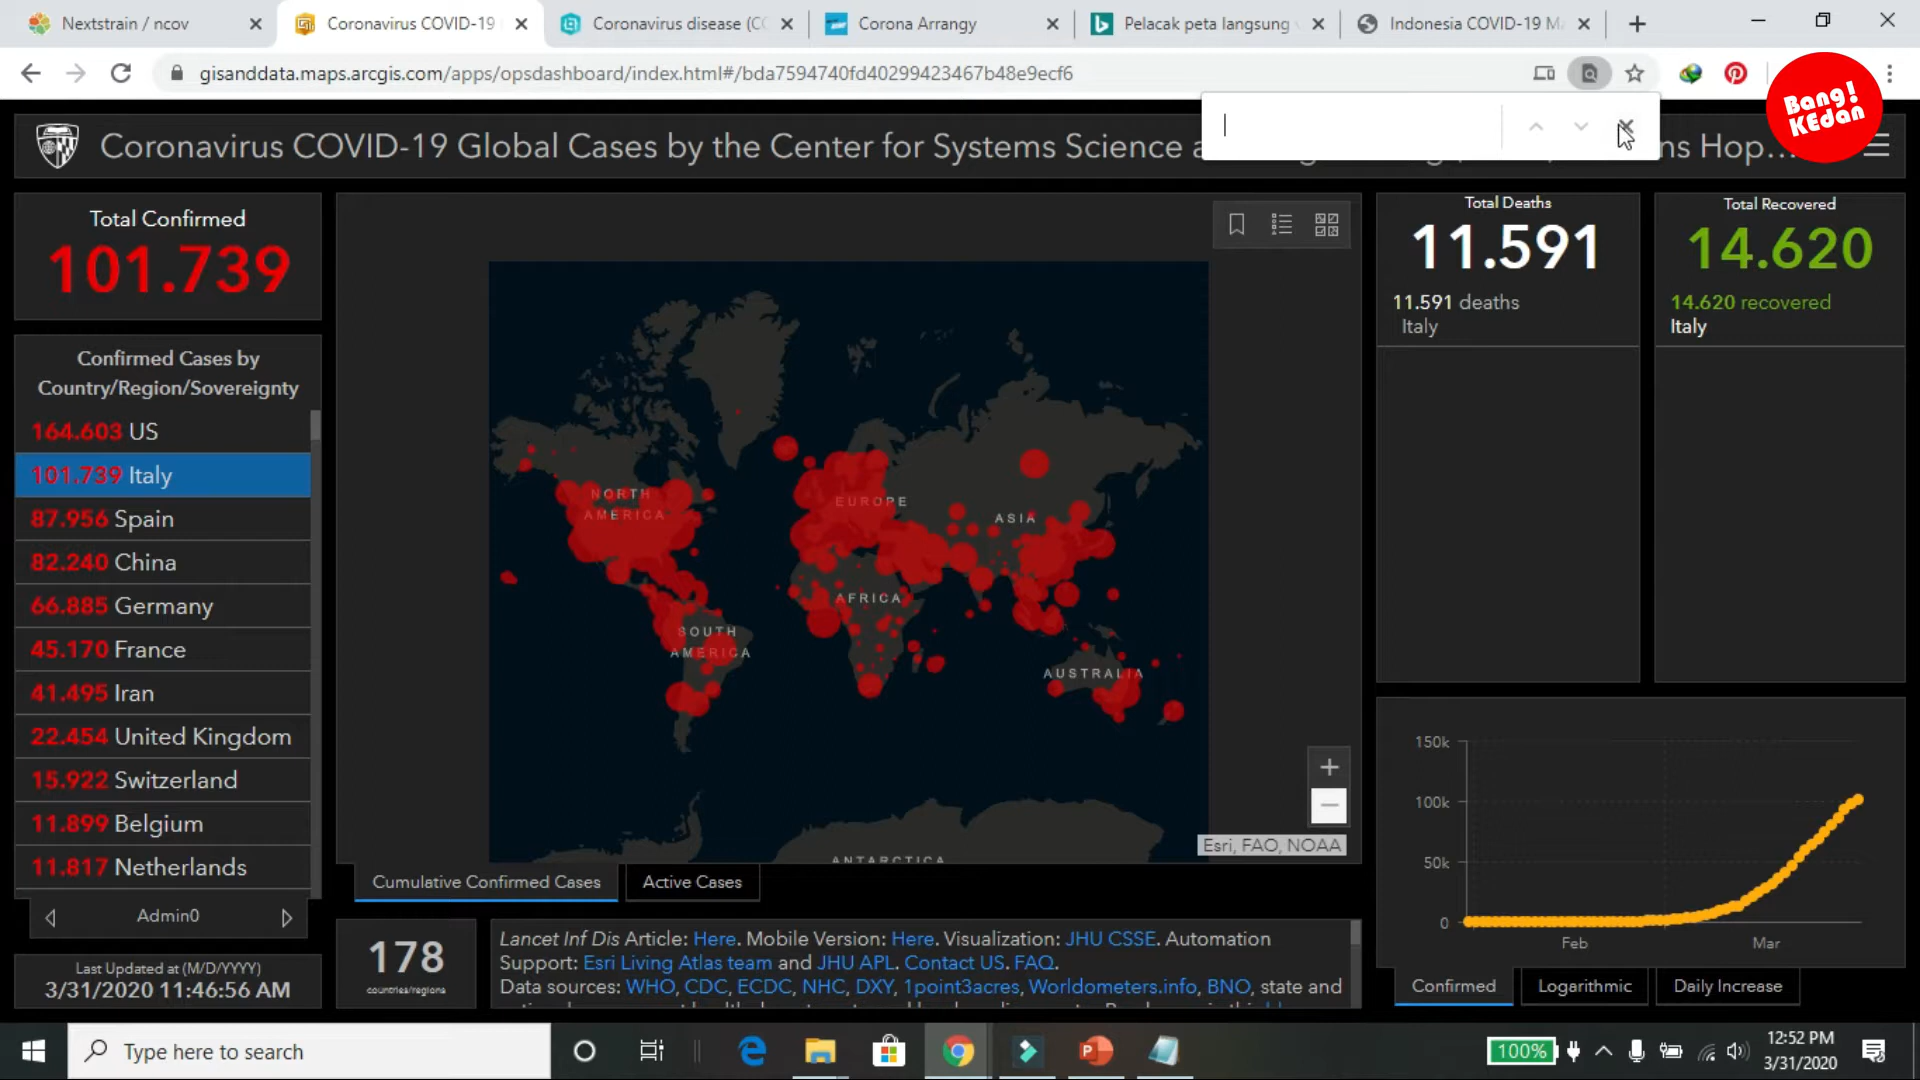 Nextstrain / ncov
Coronavirus COVID-19
Coronavirus disease (CO
Corona Arrangy
Pelacak peta langsung
Indonesia COVID-19 M
gisanddata.maps.arcgis.com/apps/opsdashboard/index.html#/bda7594740fd40299423467b48e9ecf6
Bang!
KEdan
Coronavirus COVID-19 Global Cases by the Center for Systems Science a
ns Hop...
Total Confirmed
101.739
Confirmed Cases by
Country/Region/Sovereignty
164.603 US
101.739 Italy
87.956 Spain
82.240 China
66.885 Germany
45.170 France
41.495 Iran
22.454 United Kingdom
15.922 Switzerland
11.899 Belgium
11.817 Netherlands
Admin0
Last Updated at (M/D/YYYY)
3/31/2020 11:46:56 AM
NORTH
AMERICA
EUROPE
ASIA
AFRICA
SOUTH
AMERICA
AUSTRALIA
ANTARCTICA
Esri, FAO, NOAA
Cumulative Confirmed Cases
Active Cases
178
countries/regions
Lancet Inf Dis Article: Here. Mobile Version: Here. Visualization: JHU CSSE. Automation
Support: Esri Living Atlas team and JHU APL. Contact US. FAQ.
Data sources: WHO, CDC, ECDC, NHC, DXY, 1point3acres, Worldometers.info, BNO, state and
Total Deaths
11.591
11.591 deaths
Italy
Total Recovered
14.620
14.620 recovered
Italy
150k
100k
50k
0
Feb
Mar
Confirmed
Logarithmic
Daily Increase
Type here to search
100%
12:52 PM
3/31/2020